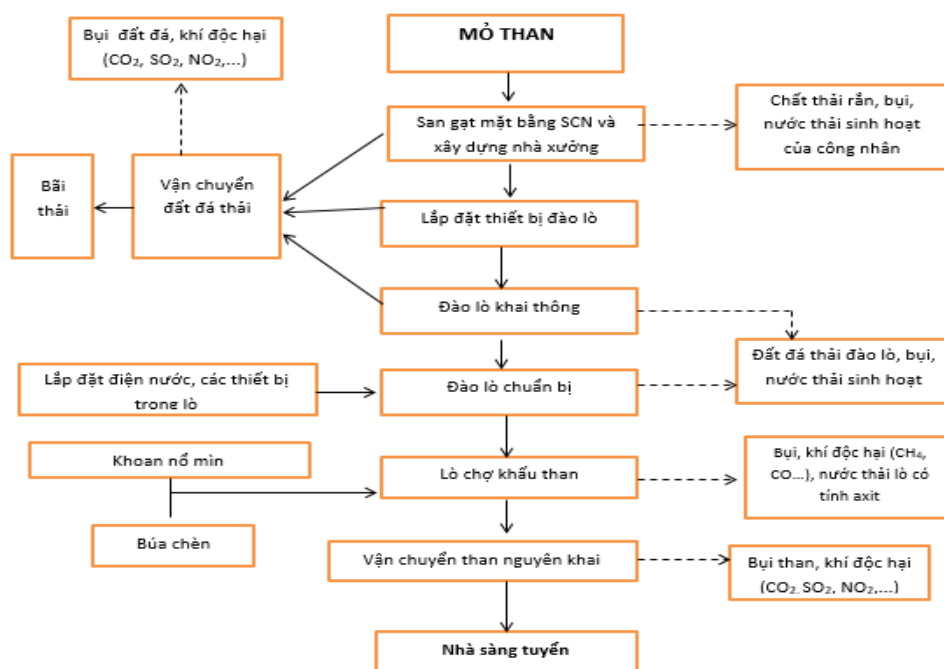 Bụi đất đá, khí độc hại
(CO₂, SO₂, NO₂,...)
MỎ THAN
San gạt mặt bằng SCN và
xây dựng nhà xưởng
Chất thải rắn, bụi,
nước thải sinh hoạt
của công nhân
Bãi
thải
Vận chuyển
đất đá thải
Lắp đặt thiết bị đào lò
Đào lò khai thông
Đất đá thải đào lò, bụi,
nước thải sinh hoạt
Lắp đặt điện nước, các thiết bị
trong lò
Đào lò chuẩn bị
Khoan nổ mìn
Lò chợ khấu than
Bụi, khí độc hại (CH₄,
CO...), nước thải lò có
tính axit
Búa chèn
Vận chuyển than nguyên khai
Bụi than, khí độc hại
(CO₂, SO₂, NO₂,...)
Nhà sàng tuyển